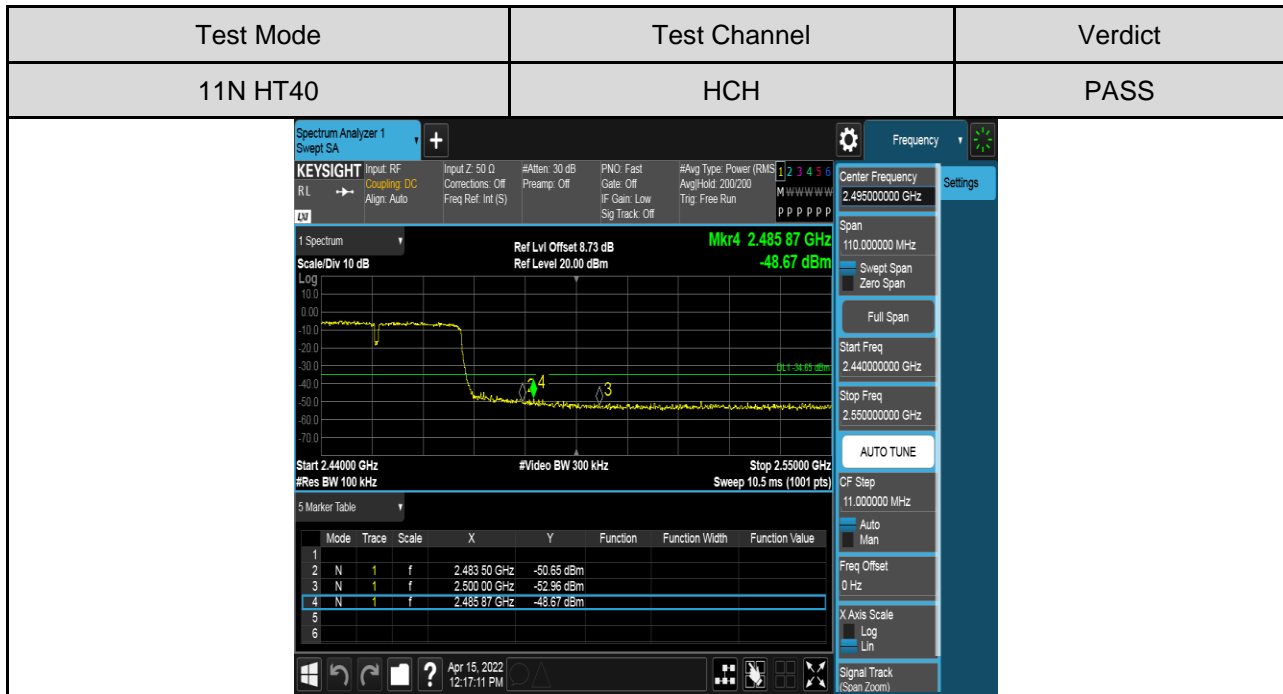 Test Mode Test Channel Verdict
11N HT40 HCH PASS
Spectrum Analyzer 1
Swept SA
+
Frequency
KEYSIGHT Input: RF Input Z: 50 Ω #Atten: 30 dB PNO: Fast #Avg Type: Power (RMS 1 2 3 4 5 6
RL Coupling: DC Corrections: Off Preamp: Off Gate: Off Avg|Hold: 200/200 M W W W W W
Align: Auto Freq Ref: Int (S) IF Gain: Low Trig: Free Run
LXI Sig Track: Off P P P P P P
Center Frequency
2.495000000 GHz
Settings
1 Spectrum
Ref Lvl Offset 8.73 dB
Mkr4 2.485 87 GHz
Scale/Div 10 dB Ref Level 20.00 dBm -48.67 dBm
Log
10.0
0.00
-10.0
-20.0
-30.0
-40.0
-50.0
-60.0
-70.0
DL1 -34.65 dBm
2 4
3
Start 2.44000 GHz #Video BW 300 kHz Stop 2.55000 GHz
#Res BW 100 kHz Sweep 10.5 ms (1001 pts)
Span
110.000000 MHz
Swept Span
Zero Span
Full Span
Start Freq
2.440000000 GHz
Stop Freq
2.550000000 GHz
AUTO TUNE
CF Step
11.000000 MHz
Auto
Man
Freq Offset
0 Hz
X Axis Scale
Log
Lin
Signal Track
(Span Zoom)
5 Marker Table
Mode Trace Scale X Y Function Function Width Function Value
1
2 N 1 f 2.483 50 GHz -50.65 dBm
3 N 1 f 2.500 00 GHz -52.96 dBm
4 N 1 f 2.485 87 GHz -48.67 dBm
5
6
? Apr 15, 2022
12:17:11 PM